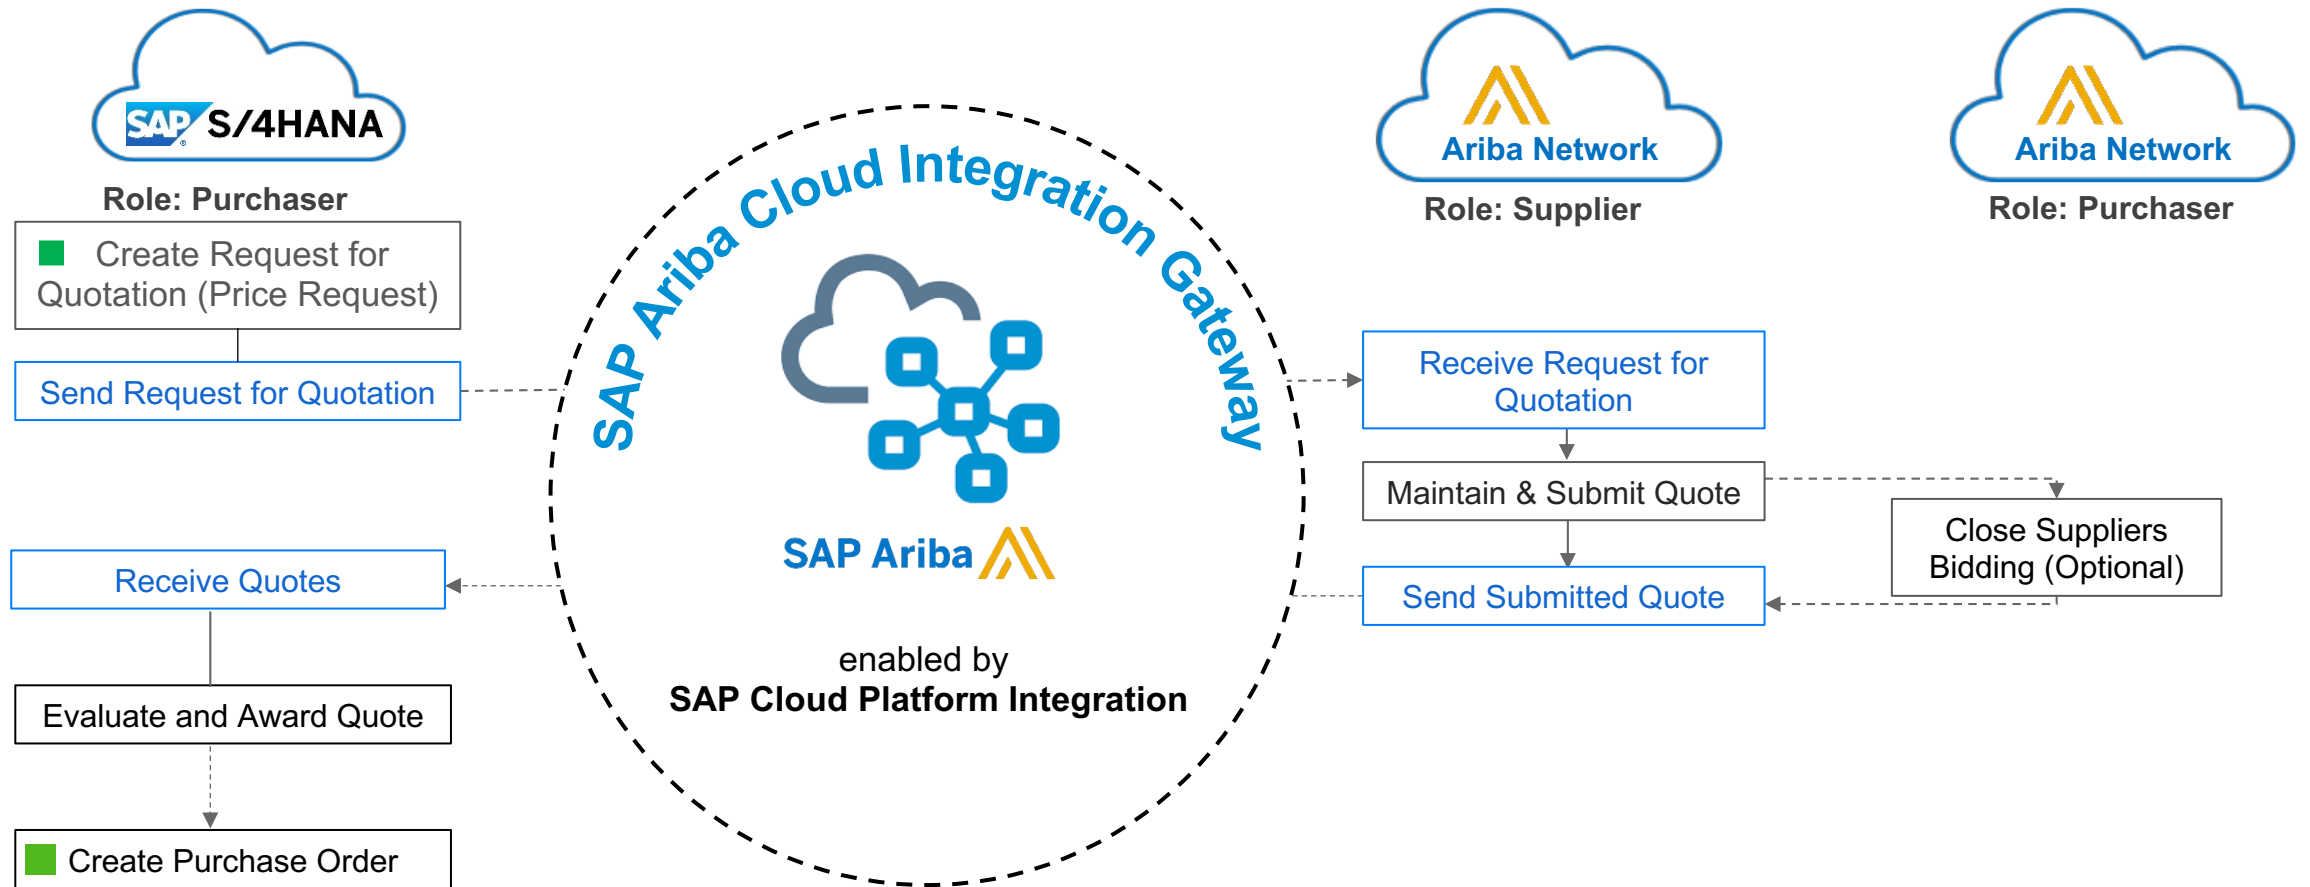 SAP S/4HANA
Role: Purchaser
Create Request for
Quotation (Price Request)
Send Request for Quotation
Receive Quotes
Evaluate and Award Quote
Create Purchase Order
SAP Ariba Cloud Integration Gateway
SAP Ariba
enabled by
SAP Cloud Platform Integration
Ariba Network
Role: Supplier
Receive Request for
Quotation
Maintain & Submit Quote
Send Submitted Quote
Ariba Network
Role: Purchaser
Close Suppliers
Bidding (Optional)